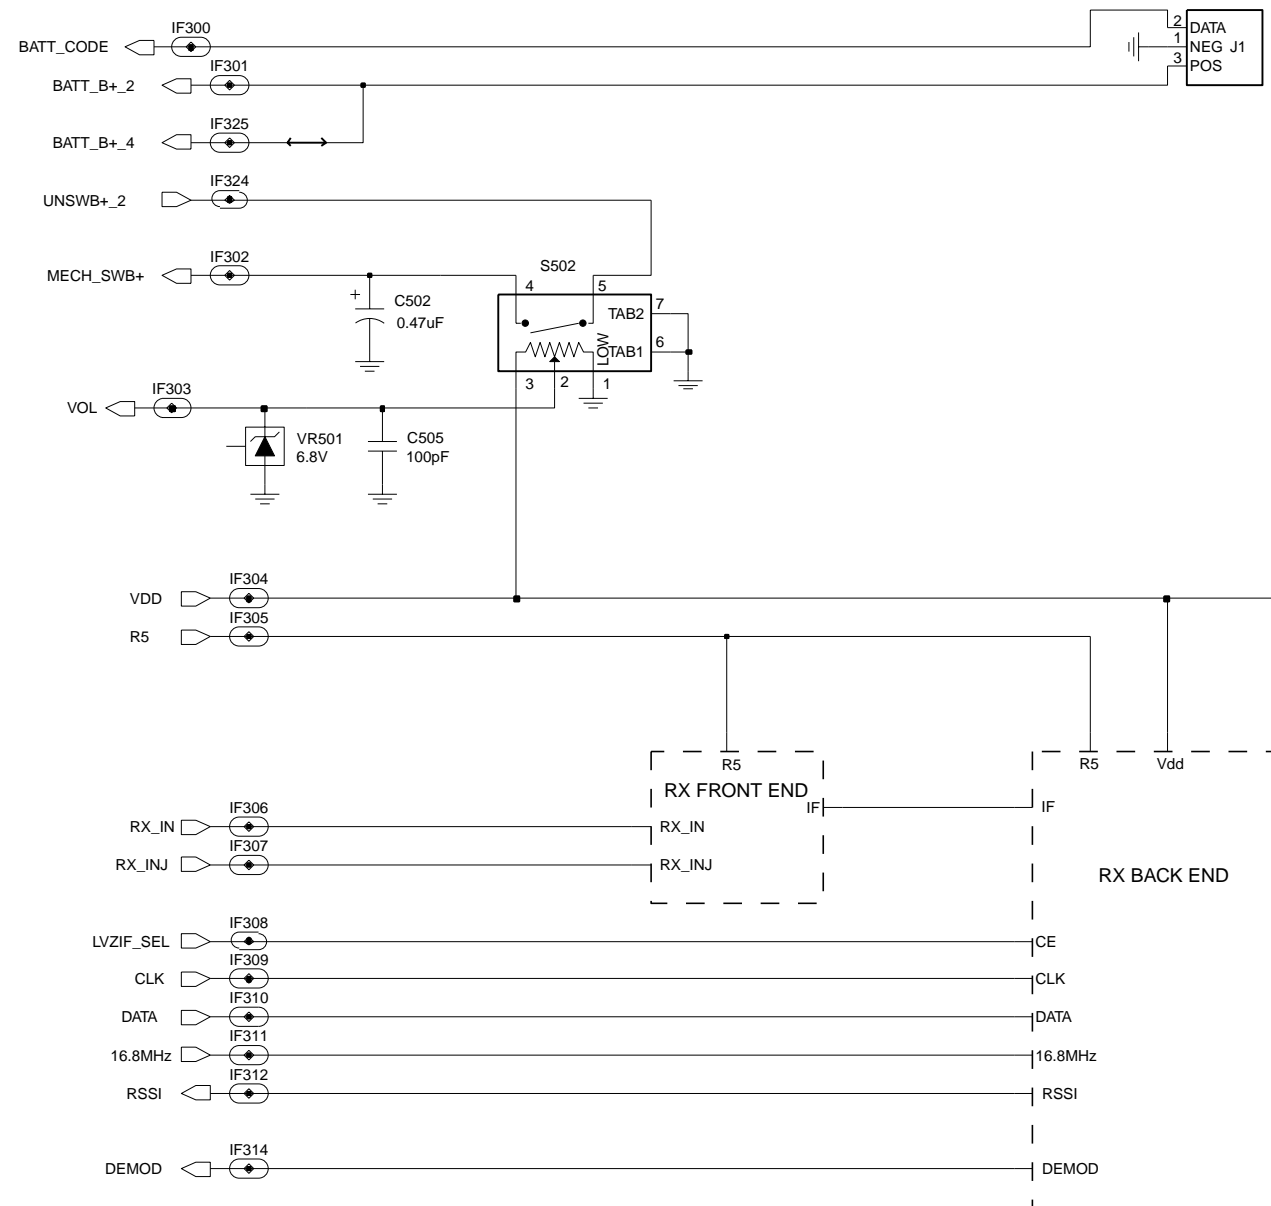 IF300
BATT_CODE
2 DATA
1 NEG J1
3 POS
IF301
BATT_B+_2
IF325
BATT_B+_4
IF324
UNSWB+_2
IF302
MECH_SWB+
S502
4 5
+ C502
0.47uF
TAB2 7
LOW
TAB1 6
3 2 1
IF303
VOL
VR501
6.8V
C505
100pF
IF304
VDD
IF305
R5
R5
RX FRONT END
IF
R5 Vdd
IF
IF306
RX_IN
RX_IN
IF307
RX_INJ
RX_INJ
RX BACK END
IF308
LVZIF_SEL
CE
IF309
CLK
CLK
IF310
DATA
DATA
IF311
16.8MHz
16.8MHz
IF312
RSSI
RSSI
IF314
DEMOD
DEMOD